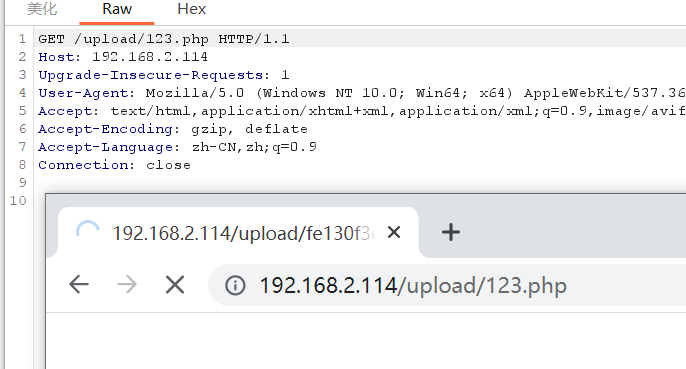 美化 Raw Hex
1 GET /upload/123.php HTTP/1.1
2 Host: 192.168.2.114
3 Upgrade-Insecure-Requests: 1
4 User-Agent: Mozilla/5.0 (Windows NT 10.0; Win64; x64) AppleWebKit/537.36
5 Accept: text/html,application/xhtml+xml,application/xml;q=0.9,image/avif
6 Accept-Encoding: gzip, deflate
7 Accept-Language: zh-CN,zh;q=0.9
8 Connection: close
9
10
192.168.2.114/upload/fe130f3
192.168.2.114/upload/123.php